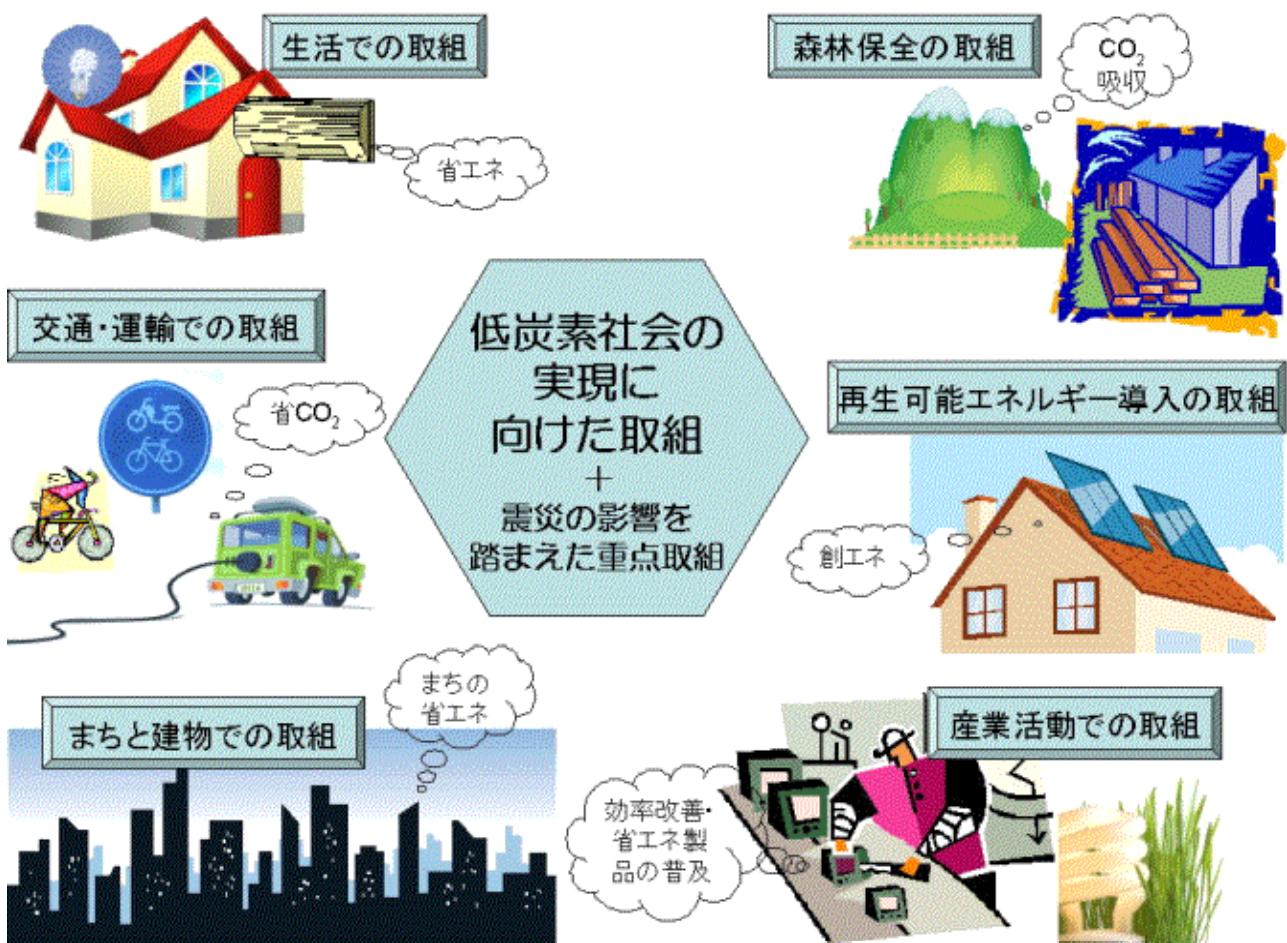 生活での取組
省エネ
森林保全の取組
CO₂
吸収
交通・運輸での取組
省CO₂
低炭素社会の
実現に
向けた取組
+
震災の影響を
踏まえた重点取組
再生可能エネルギー導入の取組
創エネ
まちと建物での取組
まちの
省エネ
産業活動での取組
効率改善・
省エネ製
品の普及